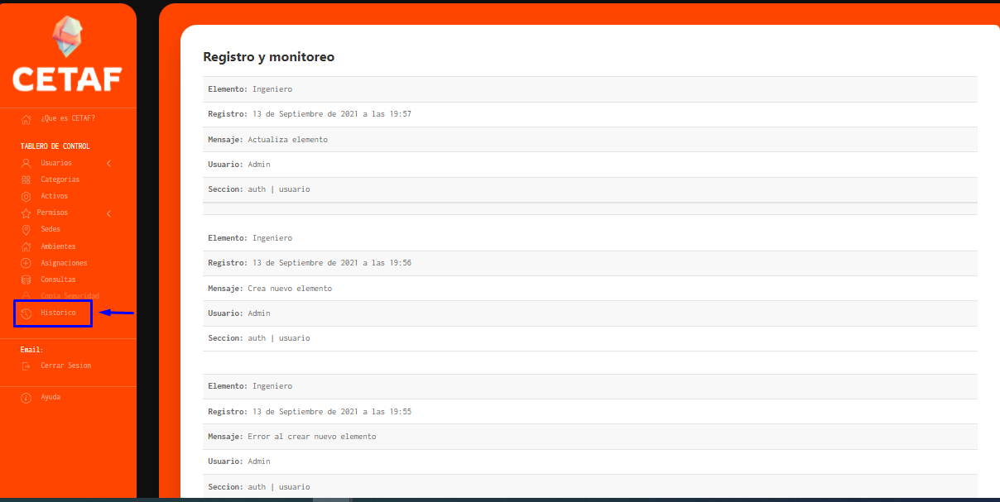 CETAF
¿Que es CETAF?
TABLERO DE CONTROL
Usuarios
Categorias
Activos
Permisos
Sedes
Ambientes
Asignaciones
Consultas
Copia Seguridad
Historico
Email:
Cerrar Sesion
Ayuda
Registro y monitoreo
Elemento: Ingeniero
Registro: 13 de Septiembre de 2021 a las 19:57
Mensaje: Actualiza elemento
Usuario: Admin
Seccion: auth | usuario
Elemento: Ingeniero
Registro: 13 de Septiembre de 2021 a las 19:56
Mensaje: Crea nuevo elemento
Usuario: Admin
Seccion: auth | usuario
Elemento: Ingeniero
Registro: 13 de Septiembre de 2021 a las 19:55
Mensaje: Error al crear nuevo elemento
Usuario: Admin
Seccion: auth | usuario